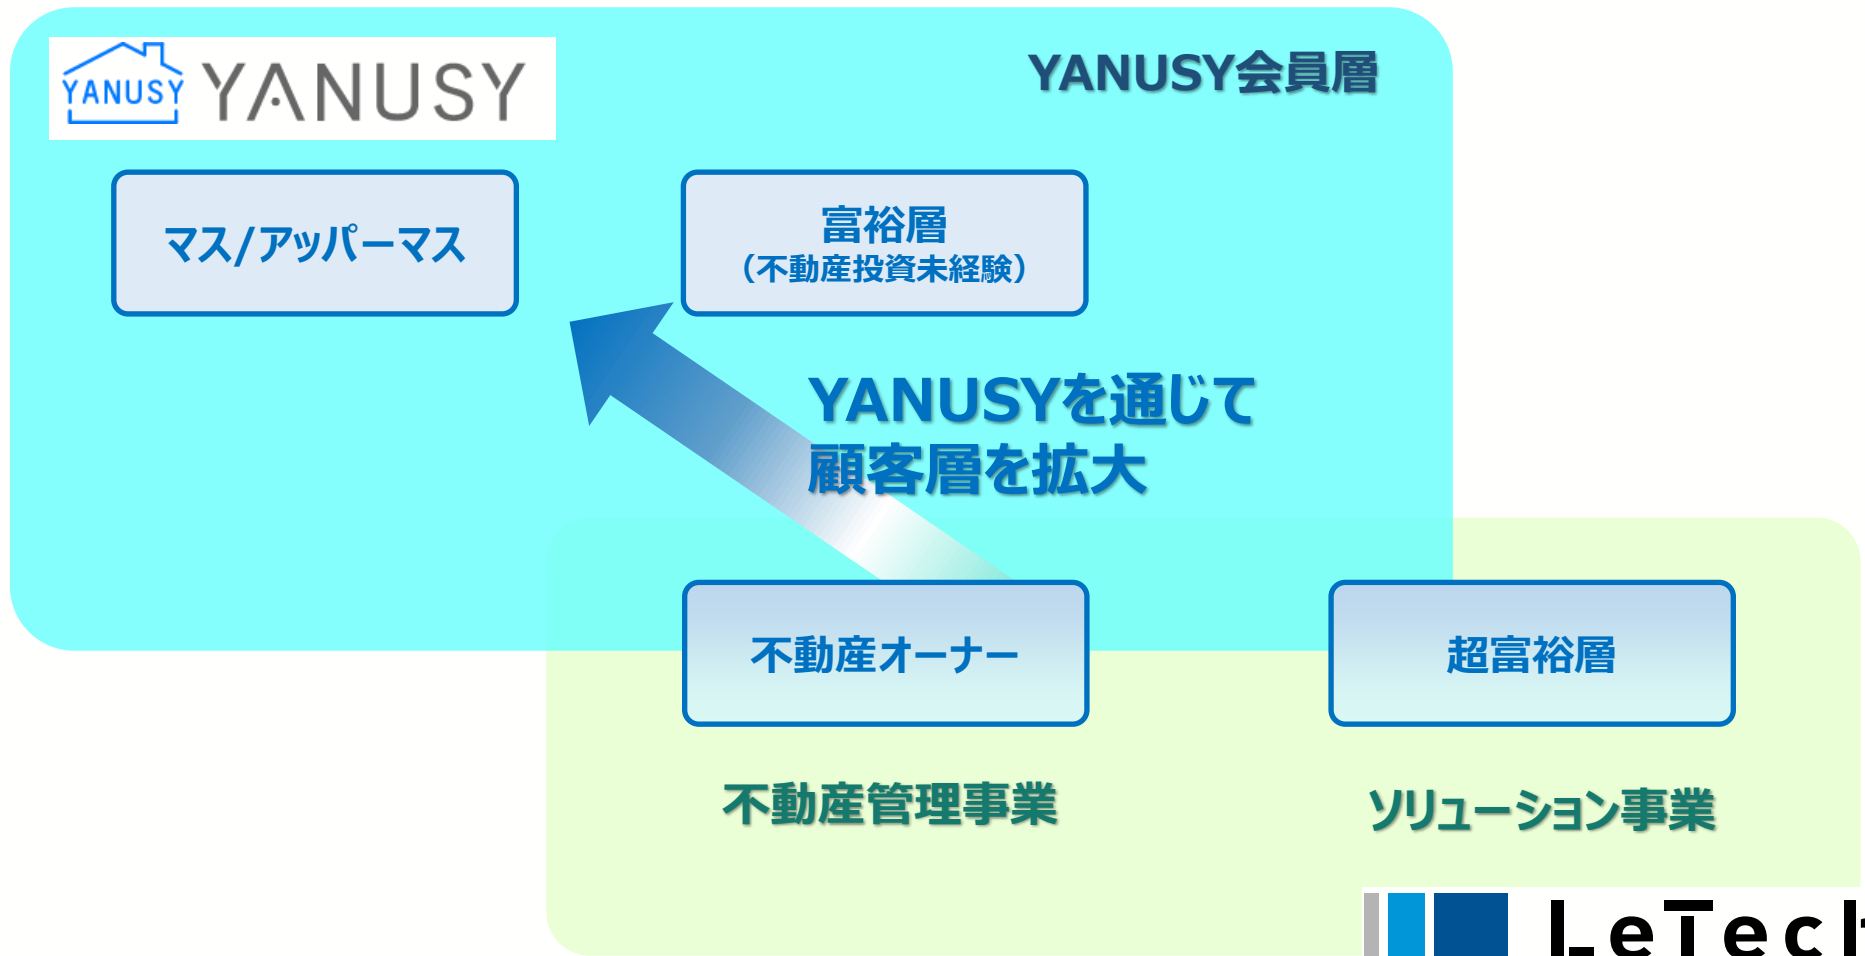 YANUSY
YANUSY
YANUSY会員層
マス/アッパーマス
富裕層
（不動産投資未経験）
YANUSYを通じて
顧客層を拡大
不動産オーナー
超富裕層
不動産管理事業
ソリューション事業
LeTech